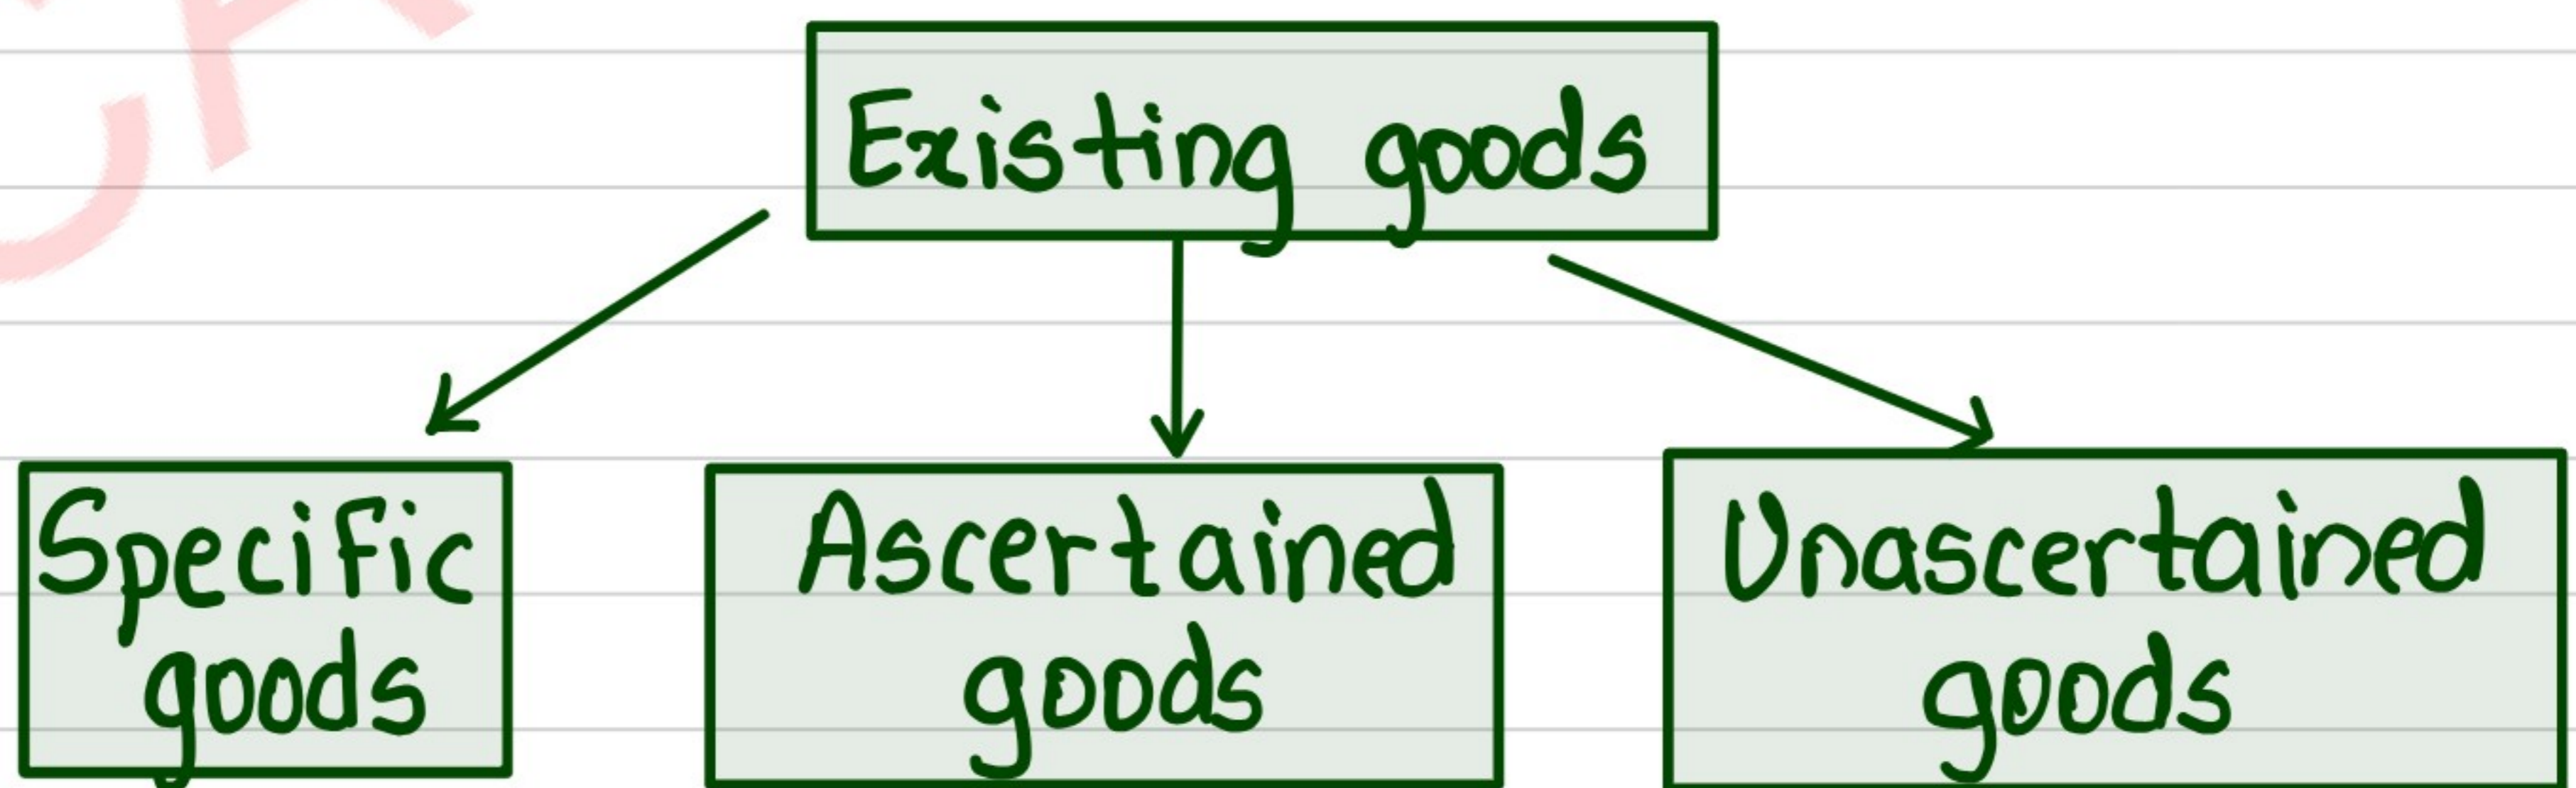 Existing goods
Specific
goods
Ascertained
goods
Unascertained
goods